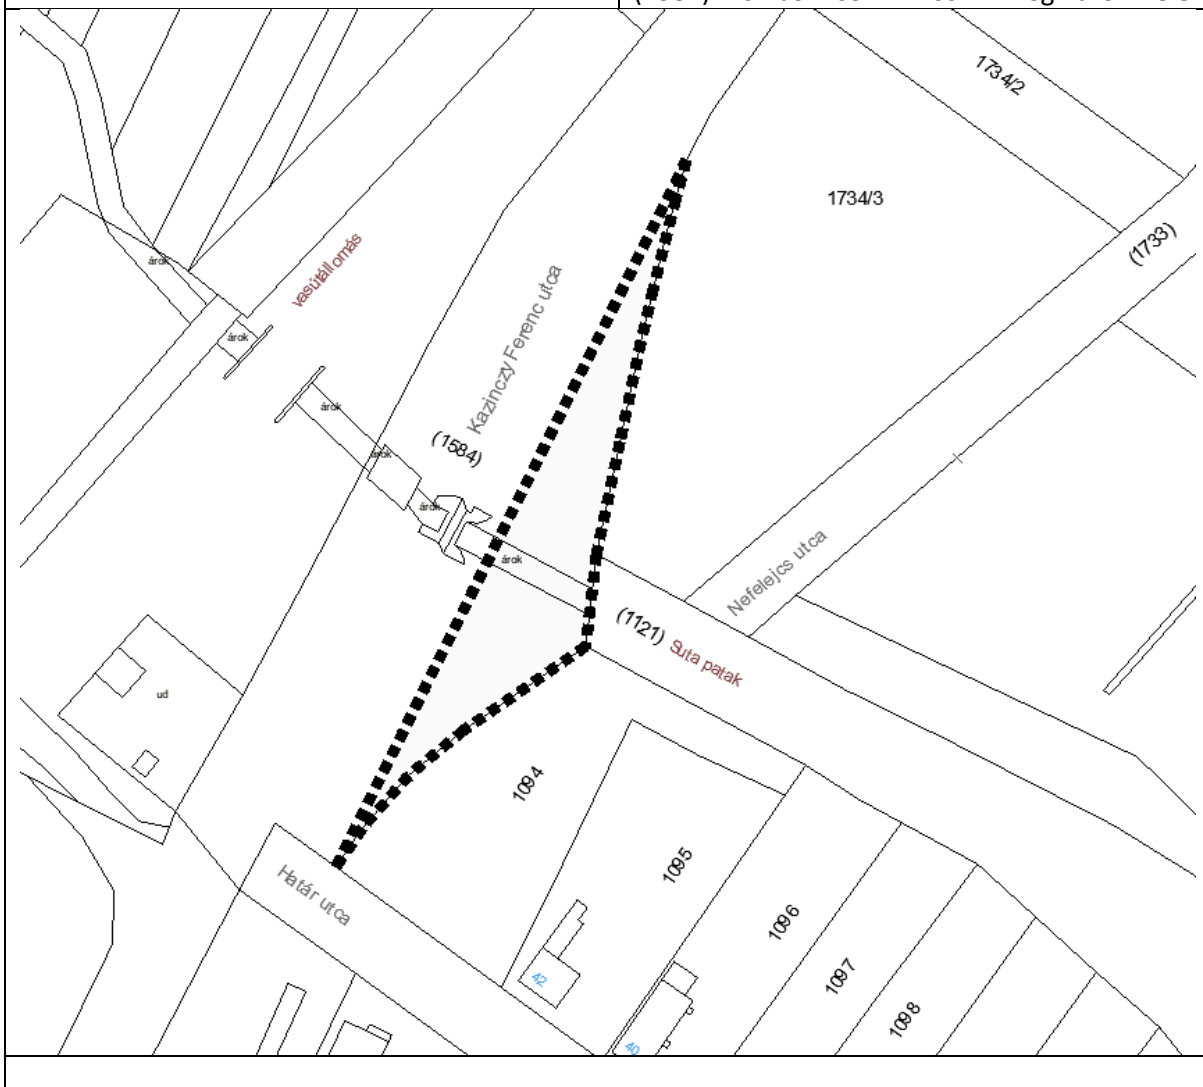 1734/2
1734/3
(1733)
árok
vasútállomás
árok
Kazinczy Ferenc utca
árok
(1584)
árok
árok
árok
Nefelejcs utca
(1121)
Suta patak
ud
1094
1095
Határ utca
1096
1097
42
1098
40